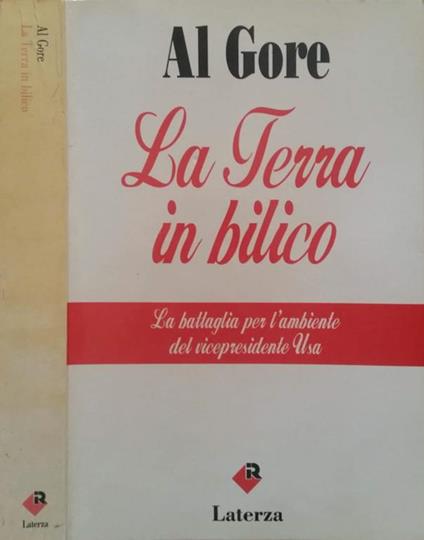 Al Gore
La Terra in bilico
R
Laterza
Al Gore
La Terra
in bilico
La battaglia per l'ambiente
del vicepresidente Usa
R
Laterza